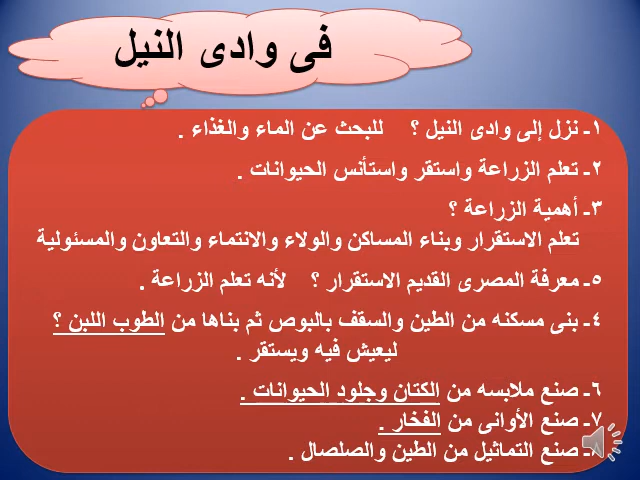 فى وادى النيل
١ـ نزل إلى وادى النيل ؟ للبحث عن الماء والغذاء .
٢ـ تعلم الزراعة واستقر واستأنس الحيوانات .
٣ـ أهمية الزراعة ؟
تعلم الاستقرار وبناء المساكن والولاء والانتماء والتعاون والمسئولية
٥ـ معرفة المصرى القديم الاستقرار ؟ لأنه تعلم الزراعة .
٤ـ بنى مسكنه من الطين والسقف بالبوص ثم بناها من الطوب اللبن ؟
ليعيش فيه ويستقر .
٦ـ صنع ملابسه من الكتان وجلود الحيوانات .
٧ـ صنع الأوانى من الفخار .
٨ـ صنع التماثيل من الطين والصلصال .